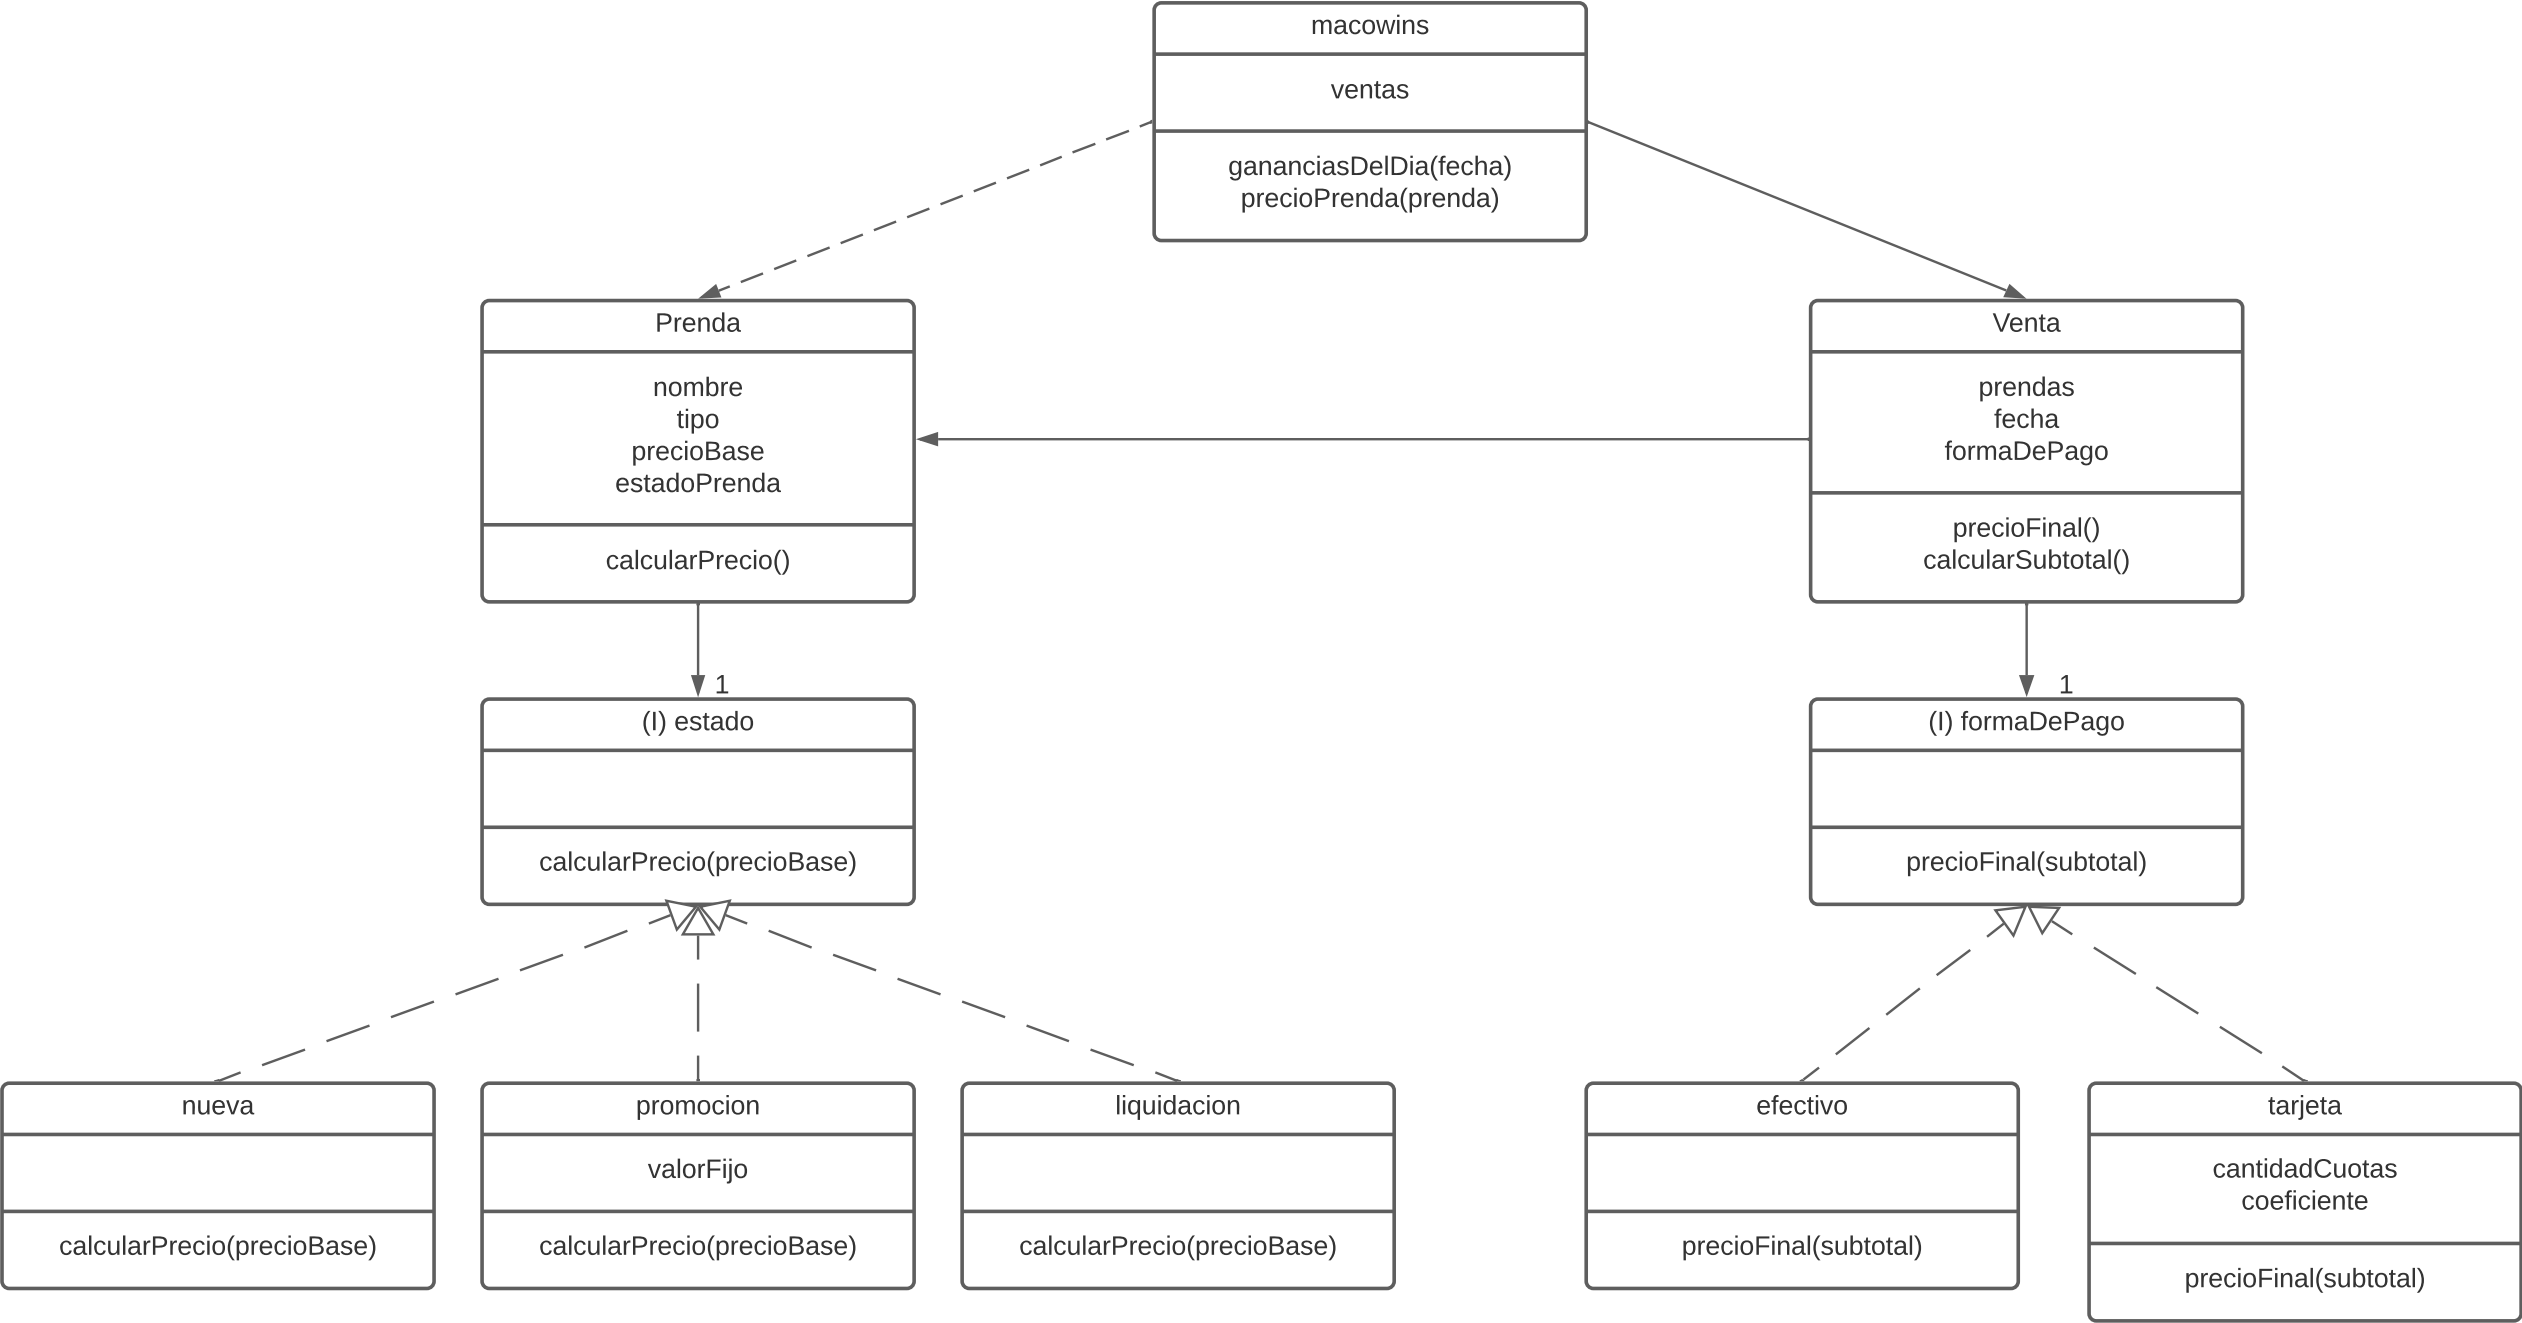 macowins
ventas
gananciasDelDia(fecha)
precioPrenda(prenda)
Prenda
nombre
tipo
precioBase
estadoPrenda
calcularPrecio()
Venta
prendas
fecha
formaDePago
precioFinal()
calcularSubtotal()
1
1
(I) estado
calcularPrecio(precioBase)
(I) formaDePago
precioFinal(subtotal)
nueva
calcularPrecio(precioBase)
promocion
valorFijo
calcularPrecio(precioBase)
liquidacion
calcularPrecio(precioBase)
efectivo
precioFinal(subtotal)
tarjeta
cantidadCuotas
coeficiente
precioFinal(subtotal)